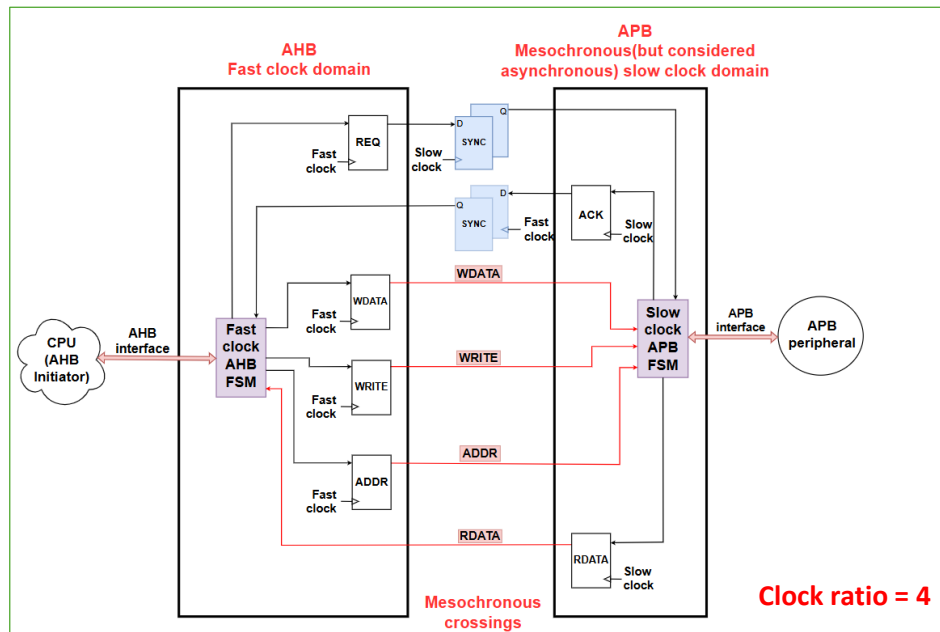 AHB
Fast clock domain
APB
Mesochronous(but considered
asynchronous) slow clock domain
REQ
Fast
clock
D
Q
SYNC
Slow
clock
Q
D
SYNC
Fast
clock
ACK
Slow
clock
WDATA
WDATA
Fast
clock
CPU
(AHB
Initiator)
AHB
interface
Fast
clock
AHB
FSM
WRITE
WRITE
Fast
clock
Slow
clock
APB
FSM
APB
interface
APB
peripheral
ADDR
ADDR
Fast
clock
RDATA
RDATA
Slow
clock
Mesochronous
crossings
Clock ratio = 4